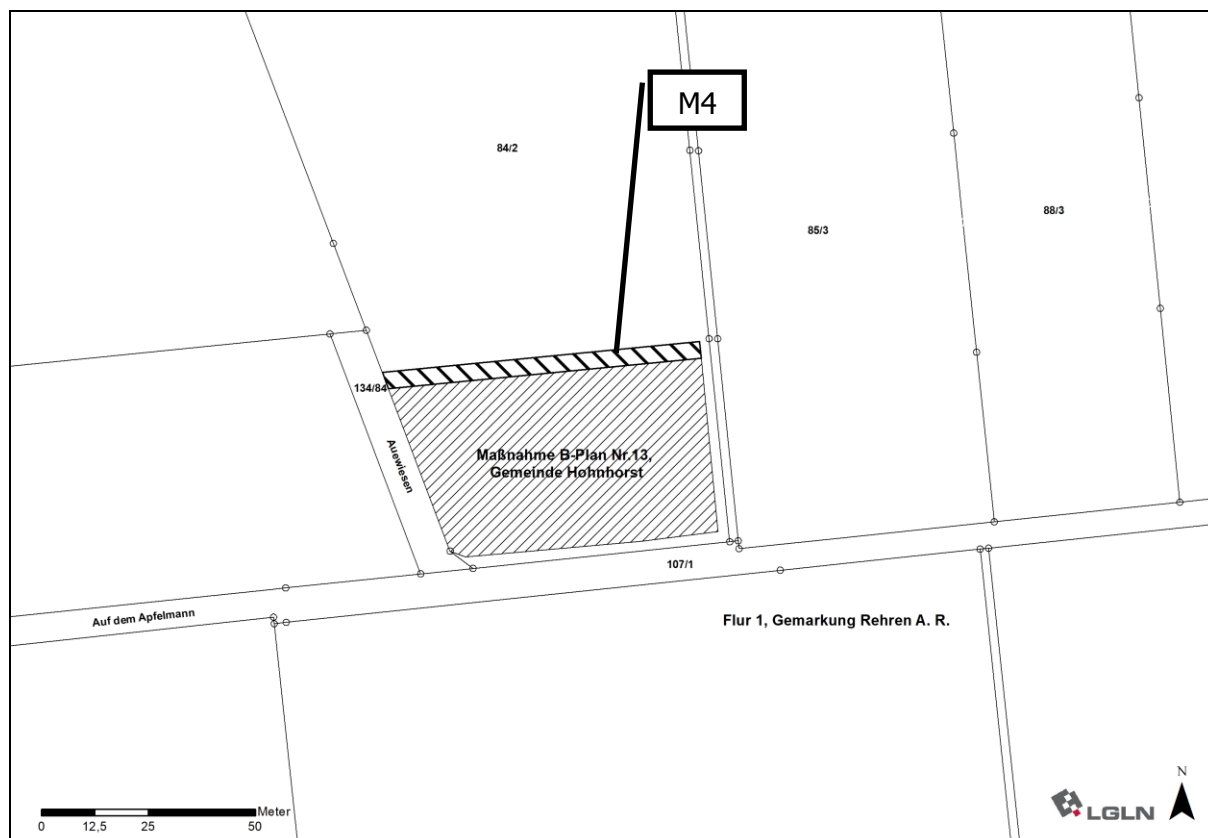 M4
84/2
85/3
88/3
134/84
Auewiesen
Maßnahme B-Plan Nr.13,
Gemeinde Hohnhorst
107/1
Auf dem Apfelmann
Flur 1, Gemarkung Rehren A. R.
Meter
0 12,5 25 50
LGLN
N